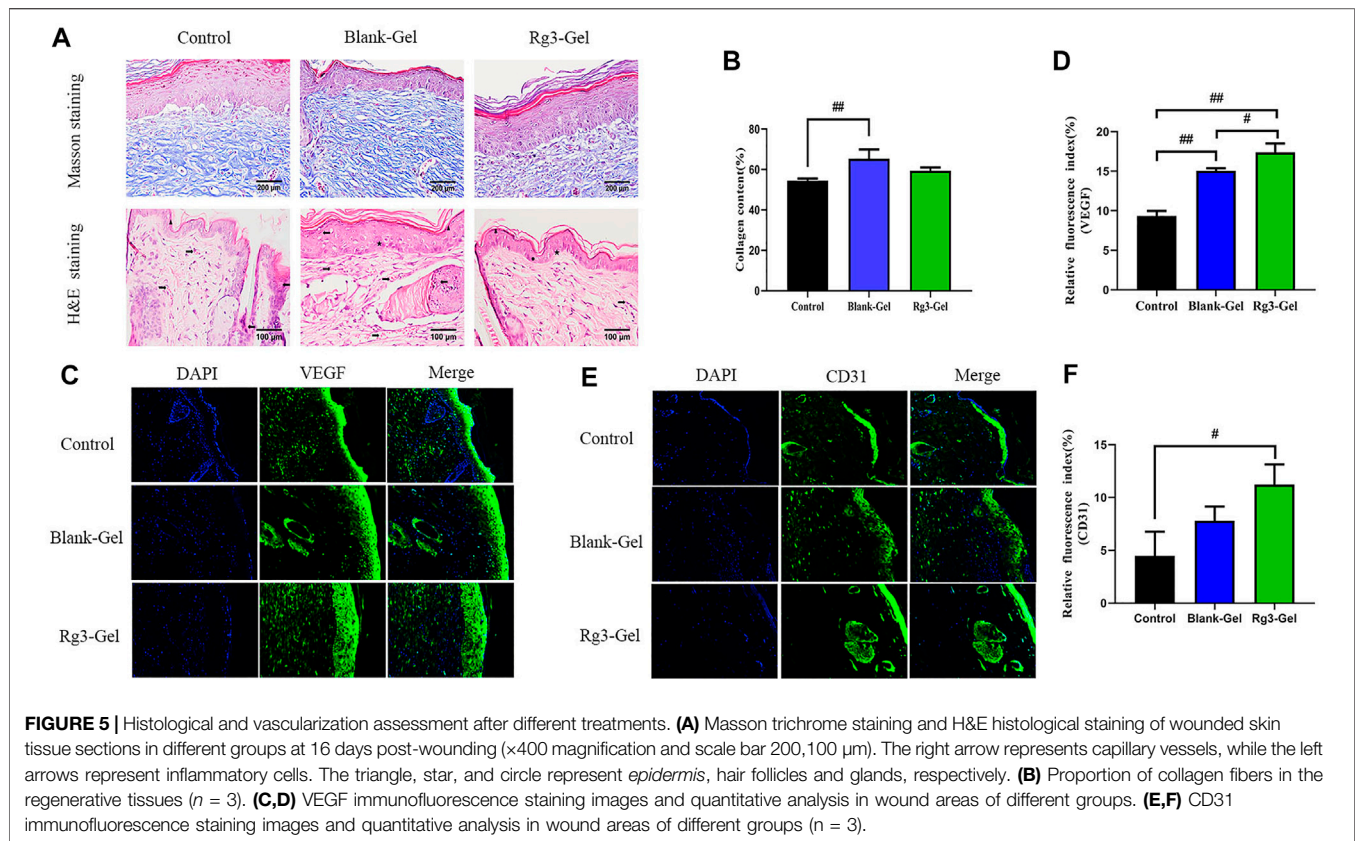 A
Control
Blank-Gel
Rg3-Gel
Masson staining
200 μm
200 μm
200 μm
H&E staining
100 μm
100 μm
100 μm
B
Collagen content(%)
80
60
40
20
0
##
Control
Blank-Gel
Rg3-Gel
D
Relative fluorescence index(%)
(VEGF)
20
15
10
5
0
##
##
#
Control
Blank-Gel
Rg3-Gel
C
DAPI
VEGF
Merge
Control
Blank-Gel
Rg3-Gel
E
DAPI
CD31
Merge
Control
Blank-Gel
Rg3-Gel
F
Relative fluorescence index(%)
(CD31)
15
10
5
0
#
Control
Blank-Gel
Rg3-Gel
FIGURE 5 | Histological and vascularization assessment after different treatments. (A) Masson trichrome staining and H&E histological staining of wounded skin
tissue sections in different groups at 16 days post-wounding (×400 magnification and scale bar 200,100 μm). The right arrow represents capillary vessels, while the left
arrows represent inflammatory cells. The triangle, star, and circle represent epidermis, hair follicles and glands, respectively. (B) Proportion of collagen fibers in the
regenerative tissues (n = 3). (C,D) VEGF immunofluorescence staining images and quantitative analysis in wound areas of different groups. (E,F) CD31
immunofluorescence staining images and quantitative analysis in wound areas of different groups (n = 3).